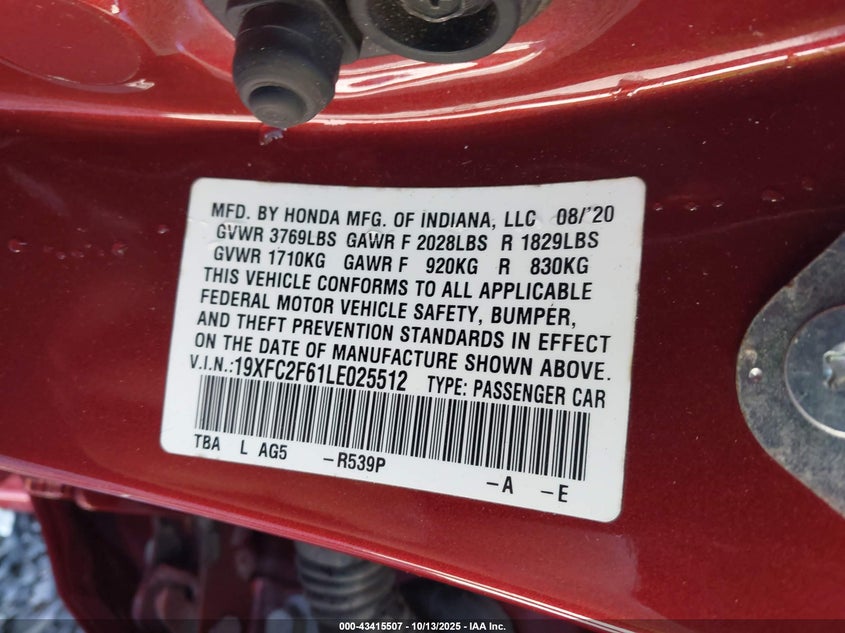 MFD. BY HONDA MFG. OF INDIANA, LLC 08/'20
GVWR 3769LBS GAWR F 2028LBS R 1829LBS
GVWR 1710KG GAWR F 920KG R 830KG
THIS VEHICLE CONFORMS TO ALL APPLICABLE
FEDERAL MOTOR VEHICLE SAFETY, BUMPER,
AND THEFT PREVENTION STANDARDS IN EFFECT
ON THE DATE OF MANUFACTURE SHOWN ABOVE.
V.I.N.:19XFC2F61LE025512 TYPE: PASSENGER CAR
TBA L AG5 -R539P
-A -E
000-43415507 - 10/13/2025 - IAA Inc.